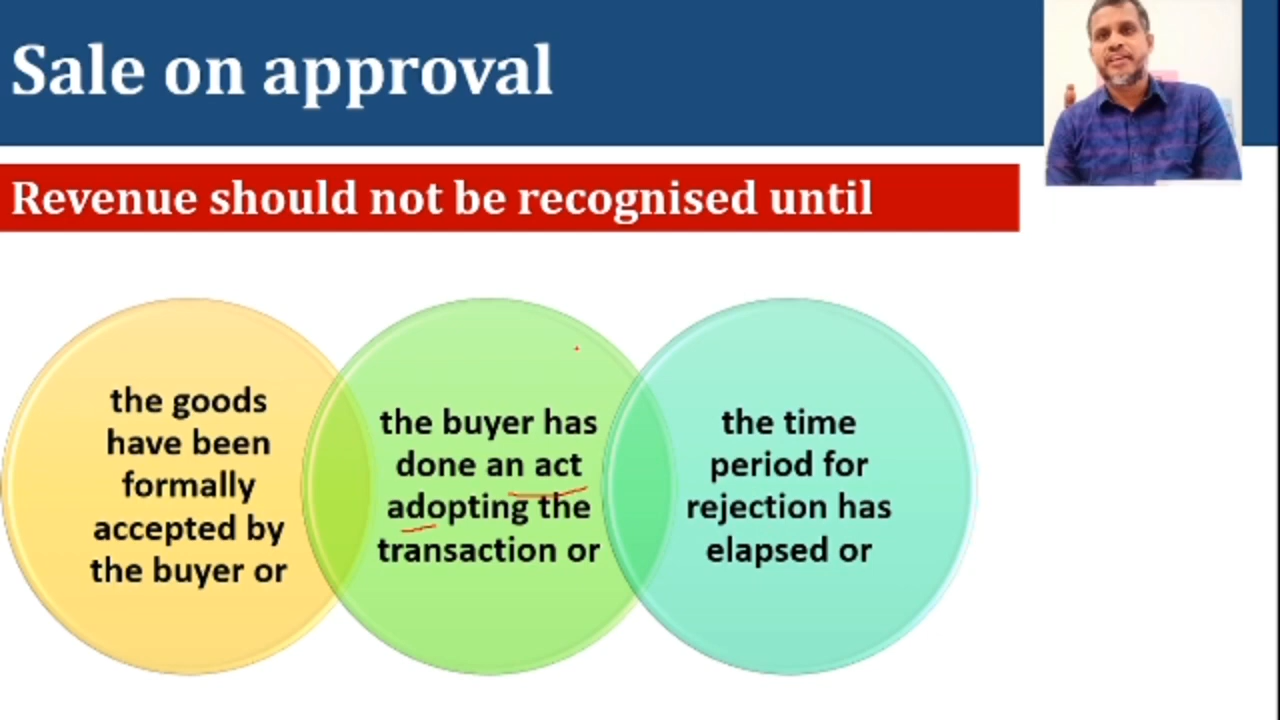 Sale on approval
Revenue should not be recognised until
the goods
have been
formally
accepted by
the buyer or
the buyer has
done an act
adopting the
transaction or
the time
period for
rejection has
elapsed or